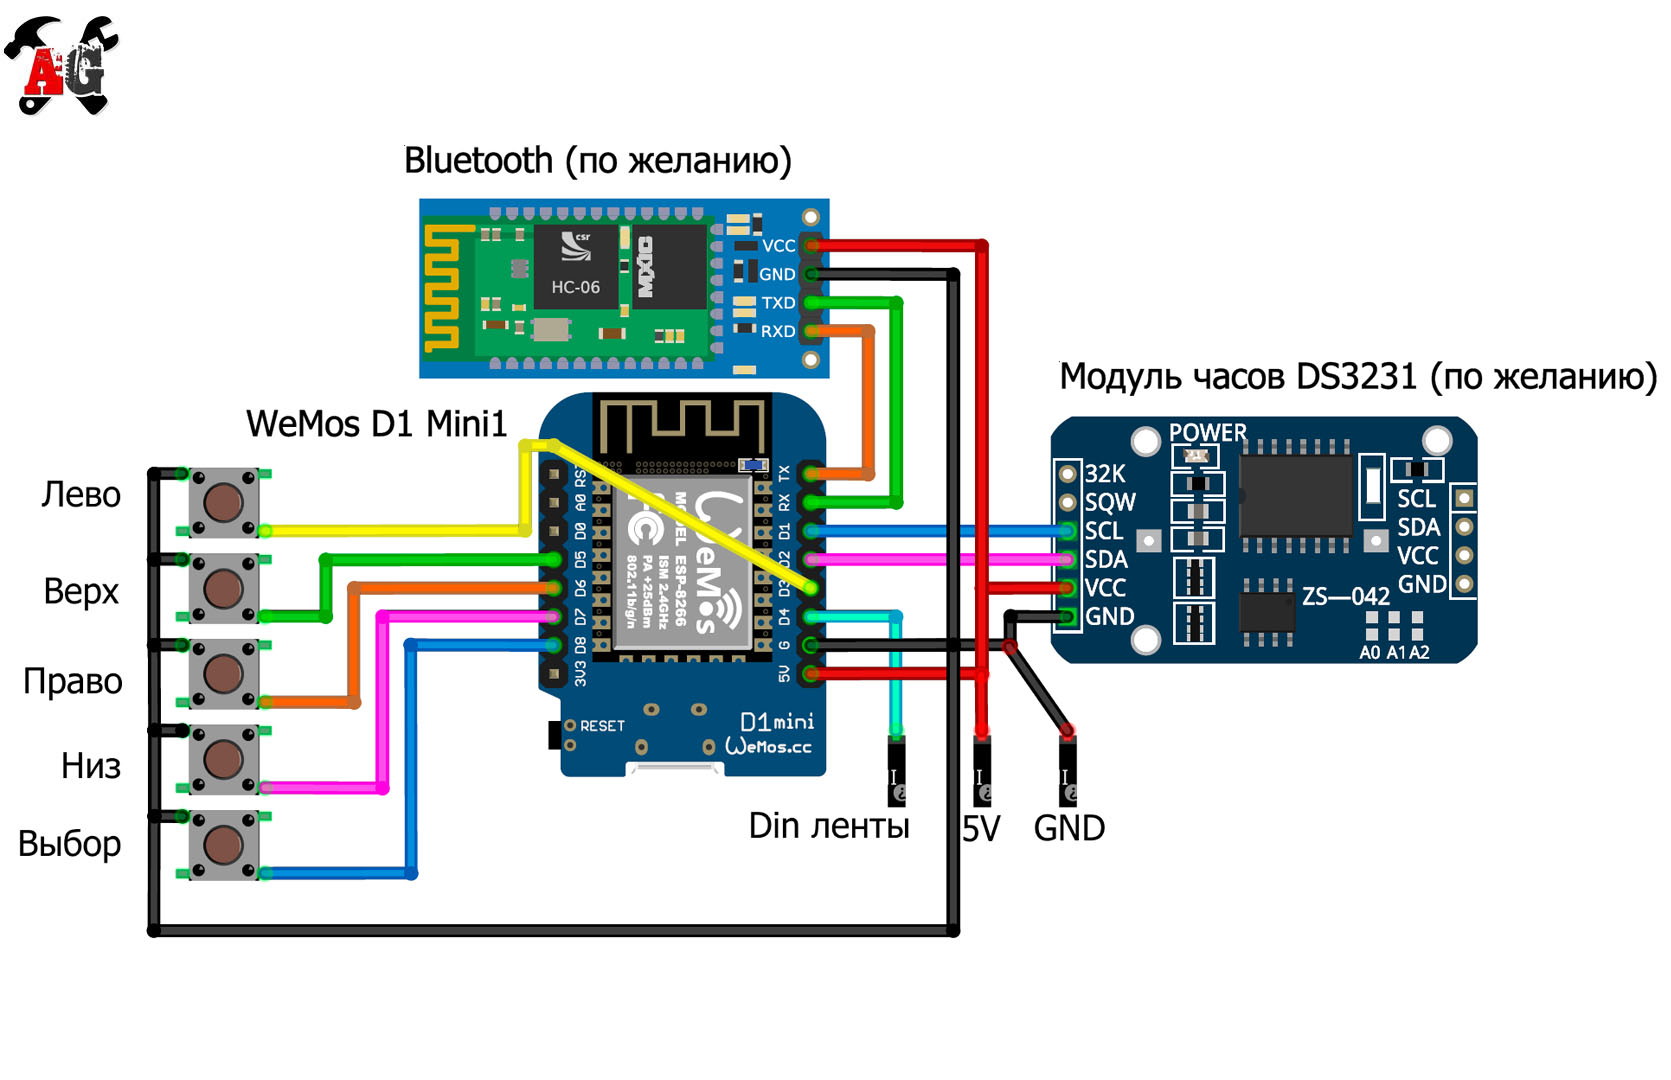 AG
Bluetooth (по желанию)
csr
HC-06
MXIC
VCC
GND
TXD
RXD
Модуль часов DS3231 (по желанию)
WeMos D1 Mini1
POWER
32K
SQW
SCL
SDA
VCC
GND
SCL
SDA
VCC
GND
ZS—042
A0 A1 A2
Лево
Верх
Право
Низ
Выбор
A0
D0
D5
D6
D7
D8
3V3
TX
RX
D1
D2
D3
D4
G
5V
WeMos
MODEL ESP-8266
ISM 2.4GHz
PA +25dBm
802.11b/g/n
RESET
D1mini
WeMos.cc
Din ленты
5V
GND